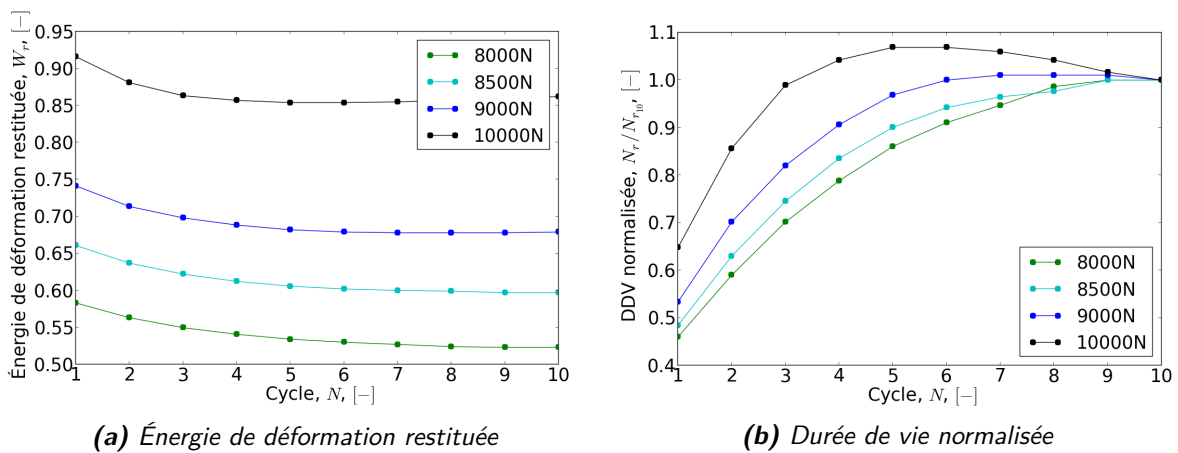 Énergie de déformation restituée, W_r, [−]
0.95
0.90
0.85
0.80
0.75
0.70
0.65
0.60
0.55
0.50
8000N
8500N
9000N
10000N
1 2 3 4 5 6 7 8 9 10
Cycle, N, [−]
(a) Énergie de déformation restituée
DDV normalisée, N_r/N_{r_{10}}, [−]
1.1
1.0
0.9
0.8
0.7
0.6
0.5
0.4
8000N
8500N
9000N
10000N
1 2 3 4 5 6 7 8 9 10
Cycle, N, [−]
(b) Durée de vie normalisée